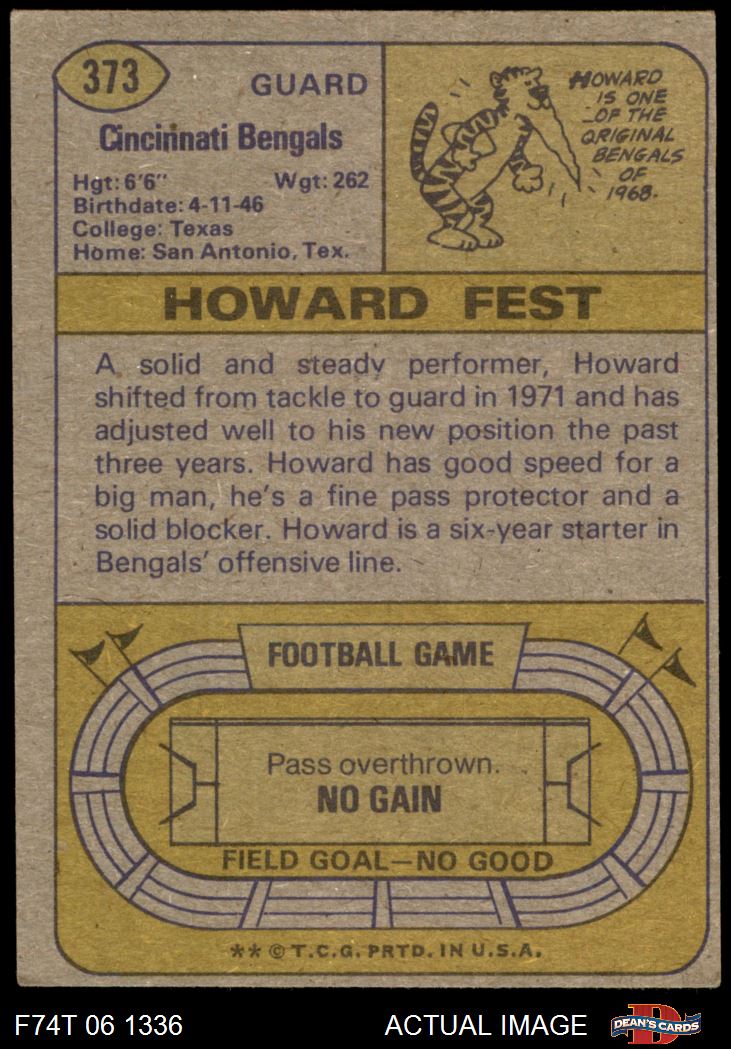 373
GUARD
Cincinnati Bengals
Hgt: 6'6" Wgt: 262
Birthdate: 4-11-46
College: Texas
Home: San Antonio, Tex.
HOWARD
IS ONE
OF THE
ORIGINAL
BENGALS
OF
1968.
HOWARD FEST
A solid and steady performer, Howard
shifted from tackle to guard in 1971 and has
adjusted well to his new position the past
three years. Howard has good speed for a
big man, he's a fine pass protector and a
solid blocker. Howard is a six-year starter in
Bengals' offensive line.
FOOTBALL GAME
Pass overthrown.
NO GAIN
FIELD GOAL—NO GOOD
** © T.C.G. PRTD. IN U.S.A.
F74T 06 1336 ACTUAL IMAGE
D
DEAN'S CARDS